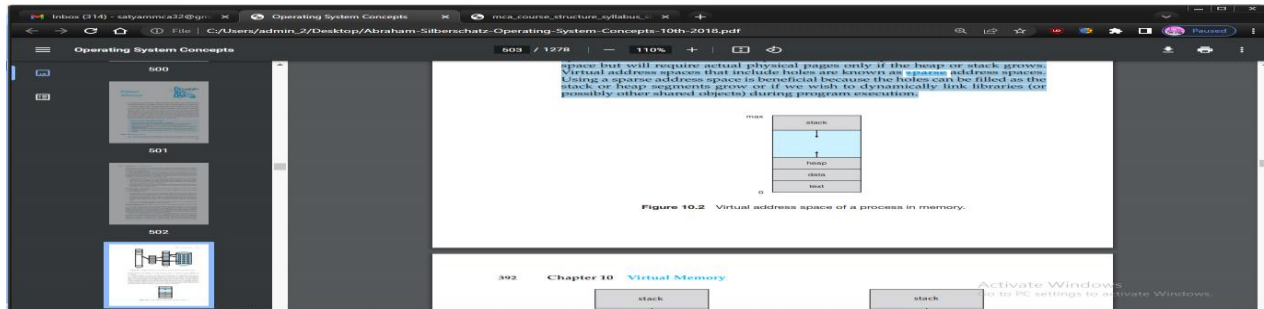 Inbox (314) - satyammca32@gm
Operating System Concepts
mca_course_structure_syllabus_
File | C:/Users/admin_2/Desktop/Abraham-Silberschatz-Operating-System-Concepts-10th-2018.pdf
Paused
Operating System Concepts
503 / 1278 | — 110% +
500
501
502
space but will require actual physical pages only if the heap or stack grows.
Virtual address spaces that include holes are known as sparse address spaces.
Using a sparse address space is beneficial because the holes can be filled as the
stack or heap segments grow or if we wish to dynamically link libraries (or
possibly other shared objects) during program execution.
max
stack
heap
data
text
0
Figure 10.2 Virtual address space of a process in memory.
392 Chapter 10 Virtual Memory
stack
stack
Activate Windows
Go to PC settings to activate Windows.